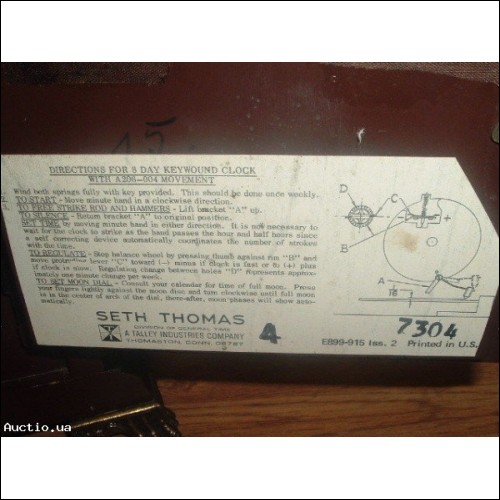 45
DIRECTIONS FOR 8 DAY KEYWOUND CLOCK
WITH A206-004 MOVEMENT
Wind both springs fully with key provided. This should be done once weekly.
TO START - Move minute hand in a clockwise direction.
TO FREE STRIKE ROD AND HAMMERS - Lift bracket "A" up.
TO SILENCE - Return bracket "A" to original position.
SET TIME by moving minute hand in either direction. It is not necessary to
wait for the clock to strike as the hand passes the hour and half hours since
a self correcting device automatically coordinates the number of strokes
with the time.
TO REGULATE - Stop balance wheel by pressing thumb against rim "B" and
move lever "C" toward (-) minus if clock is fast or to (+) plus
if clock is slow. Regulating change between holes "D" represents approx-
imately one minute change per week.
TO SET MOON DIAL - Consult your calendar for time of full moon. Press
your fingers lightly against the moon disc and turn clockwise until full moon
is in the center of arch of the dial, there-after, moon phases will show auto-
matically.
SETH THOMAS
DIVISION OF GENERAL TIME
A TALLEY INDUSTRIES COMPANY
THOMASTON, CONN. 06787
4
D
C
B
A
- +
7304
E899-915 Iss. 2 Printed in U.S.
Auctio.ua